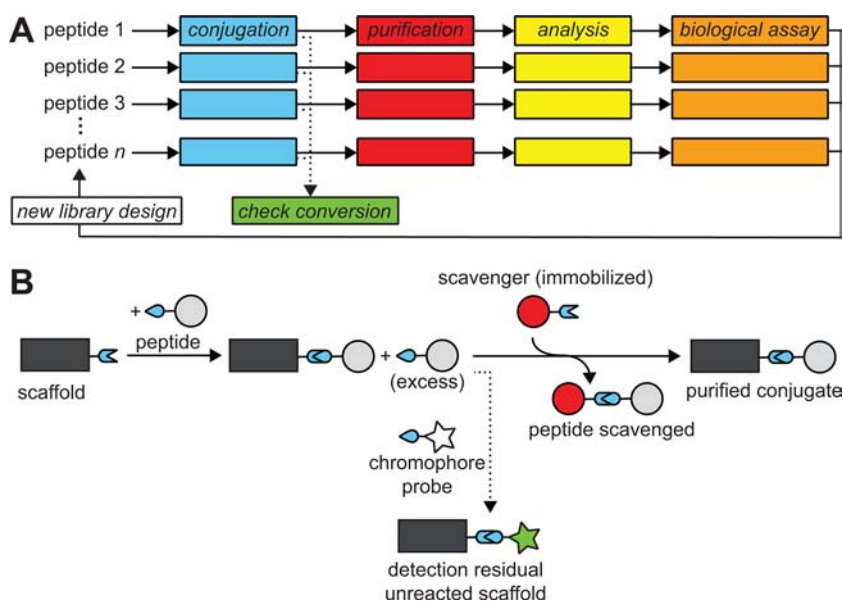 A
peptide 1 conjugation purification analysis biological assay
peptide 2
peptide 3
peptide n
new library design check conversion
B
scavenger (immobilized)
+
peptide + (excess)
scaffold
purified conjugate
peptide scavenged
chromophore
probe
detection residual
unreacted scaffold